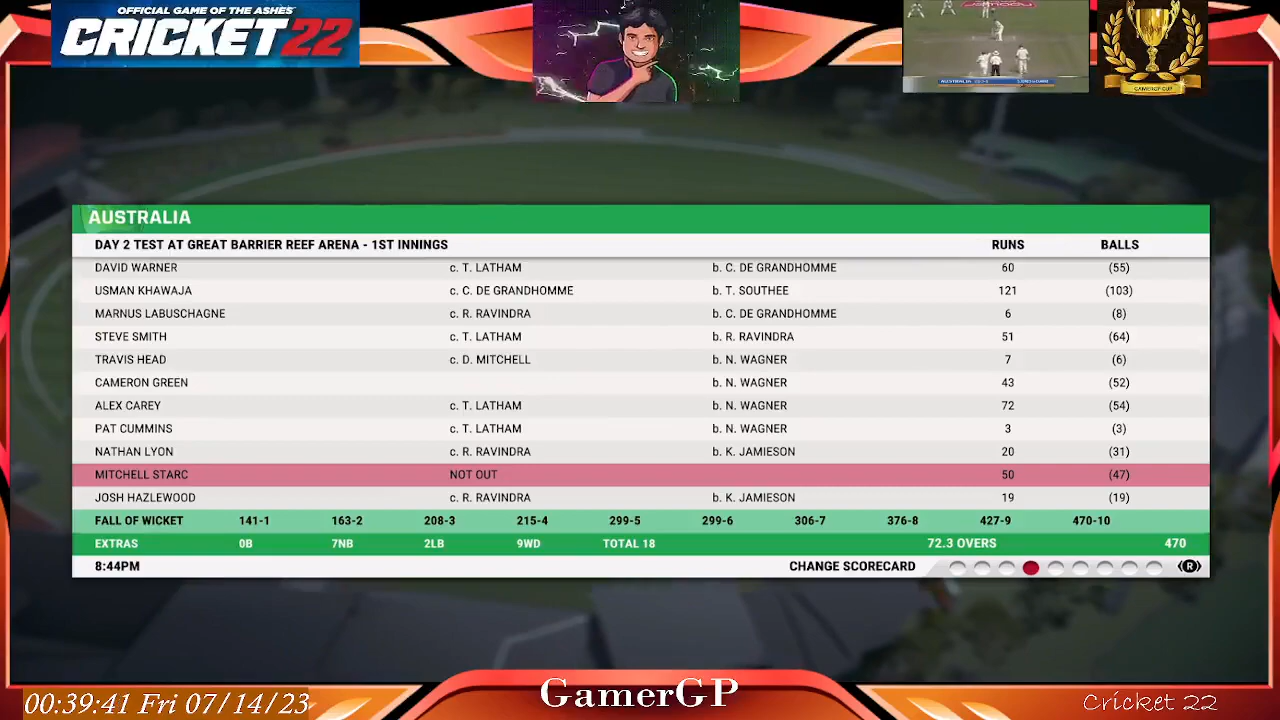 OFFICIAL GAME OF THE ASHES
CRICKET 22
GAMERGP CUP
AUSTRALIA
DAY 2 TEST AT GREAT BARRIER REEF ARENA - 1ST INNINGS RUNS BALLS
DAVID WARNER c. T. LATHAM b. C. DE GRANDHOMME 60 (55)
USMAN KHAWAJA c. C. DE GRANDHOMME b. T. SOUTHEE 121 (103)
MARNUS LABUSCHAGNE c. R. RAVINDRA b. C. DE GRANDHOMME 6 (8)
STEVE SMITH c. T. LATHAM b. R. RAVINDRA 51 (64)
TRAVIS HEAD c. D. MITCHELL b. N. WAGNER 7 (6)
CAMERON GREEN b. N. WAGNER 43 (52)
ALEX CAREY c. T. LATHAM b. N. WAGNER 72 (54)
PAT CUMMINS c. T. LATHAM b. N. WAGNER 3 (3)
NATHAN LYON c. R. RAVINDRA b. K. JAMIESON 20 (31)
MITCHELL STARC NOT OUT 50 (47)
JOSH HAZLEWOOD c. R. RAVINDRA b. K. JAMIESON 19 (19)
FALL OF WICKET 141-1 163-2 208-3 215-4 299-5 299-6 306-7 376-8 427-9 470-10
EXTRAS 0B 7NB 2LB 9WD TOTAL 18 72.3 OVERS 470
8:44PM CHANGE SCORECARD R
00:39:41 Fri 07/14/23 GamerGP Cricket 22